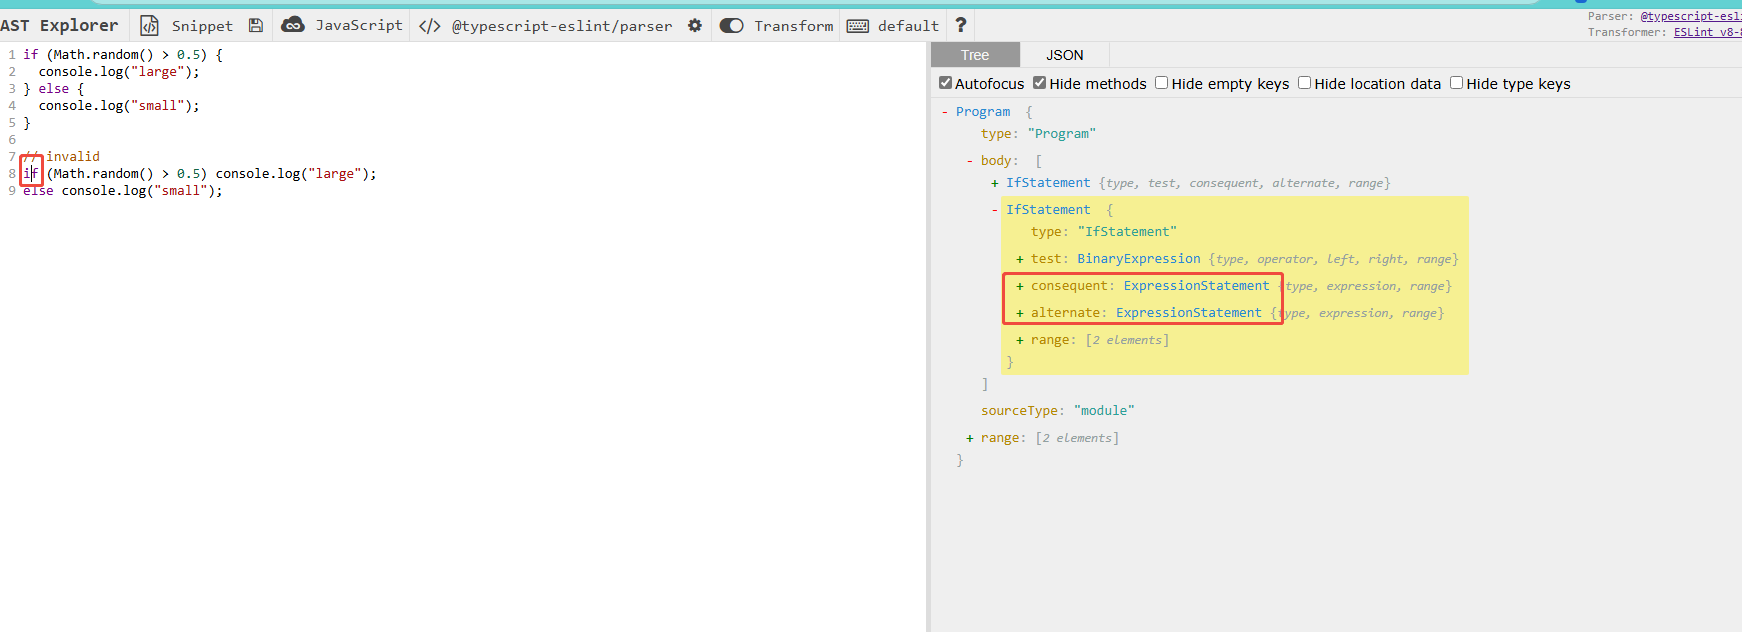 AST Explorer Snippet JavaScript </> @typescript-eslint/parser Transform default ?
Parser: @typescript-esli
Transformer: ESLint v8-8
1 if (Math.random() > 0.5) {
2   console.log("large");
3 } else {
4   console.log("small");
5 }
6
7 // invalid
8 if (Math.random() > 0.5) console.log("large");
9 else console.log("small");
Tree JSON
Autofocus Hide methods Hide empty keys Hide location data Hide type keys
- Program {
type: "Program"
- body: [
+ IfStatement {type, test, consequent, alternate, range}
- IfStatement {
type: "IfStatement"
+ test: BinaryExpression {type, operator, left, right, range}
+ consequent: ExpressionStatement {type, expression, range}
+ alternate: ExpressionStatement {type, expression, range}
+ range: [2 elements]
}
]
sourceType: "module"
+ range: [2 elements]
}